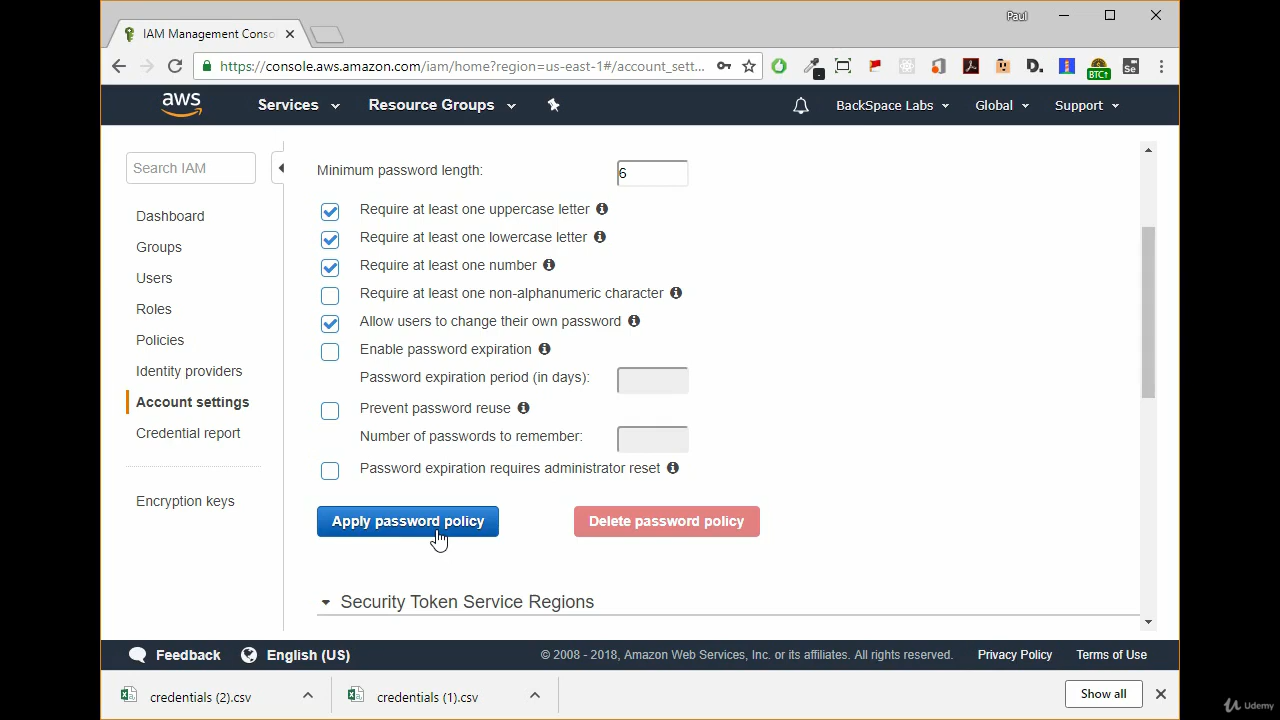 Paul
IAM Management Conso
https://console.aws.amazon.com/iam/home?region=us-east-1#/account_sett...
D.
BTC↑
Se
aws
Services
Resource Groups
BackSpace Labs
Global
Support
Search IAM
Dashboard
Groups
Users
Roles
Policies
Identity providers
Account settings
Credential report
Encryption keys
Minimum password length: 6
Require at least one uppercase letter
Require at least one lowercase letter
Require at least one number
Require at least one non-alphanumeric character
Allow users to change their own password
Enable password expiration
Password expiration period (in days):
Prevent password reuse
Number of passwords to remember:
Password expiration requires administrator reset
Apply password policy
Delete password policy
Security Token Service Regions
Feedback
English (US)
© 2008 - 2018, Amazon Web Services, Inc. or its affiliates. All rights reserved.
Privacy Policy
Terms of Use
credentials (2).csv
credentials (1).csv
Show all
Udemy